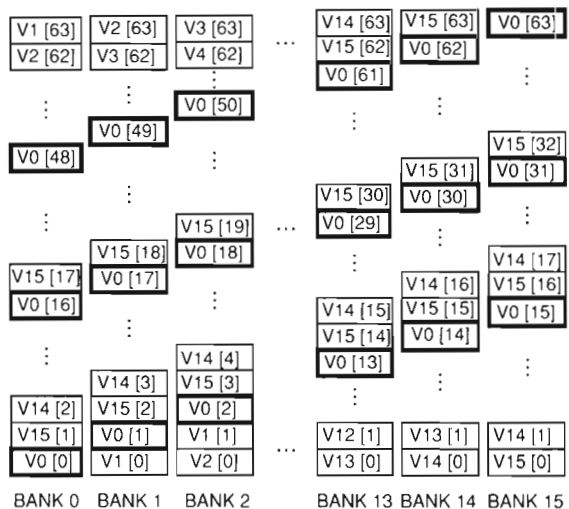 V1 [63] V2 [63] V3 [63] V14 [63] V15 [63] V0 [63]
V2 [62] V3 [62] V4 [62] ... V15 [62] V0 [62]
V0 [61]
V0 [50]
V0 [49]
V0 [48] V15 [32]
V15 [31] V0 [31]
V15 [30] V0 [30]
V15 [19] ... V0 [29]
V15 [18] V0 [18]
V14 [17]
V15 [17] V0 [17] V14 [16] V15 [16]
V0 [16] V14 [15] V15 [15] V0 [15]
V15 [14] V0 [14]
V14 [4] V0 [13]
V14 [3] V15 [3]
V14 [2] V15 [2] V0 [2]
V15 [1] V0 [1] V1 [1] V12 [1] V13 [1] V14 [1]
V0 [0] V1 [0] V2 [0] ... V13 [0] V14 [0] V15 [0]
BANK 0 BANK 1 BANK 2 BANK 13 BANK 14 BANK 15